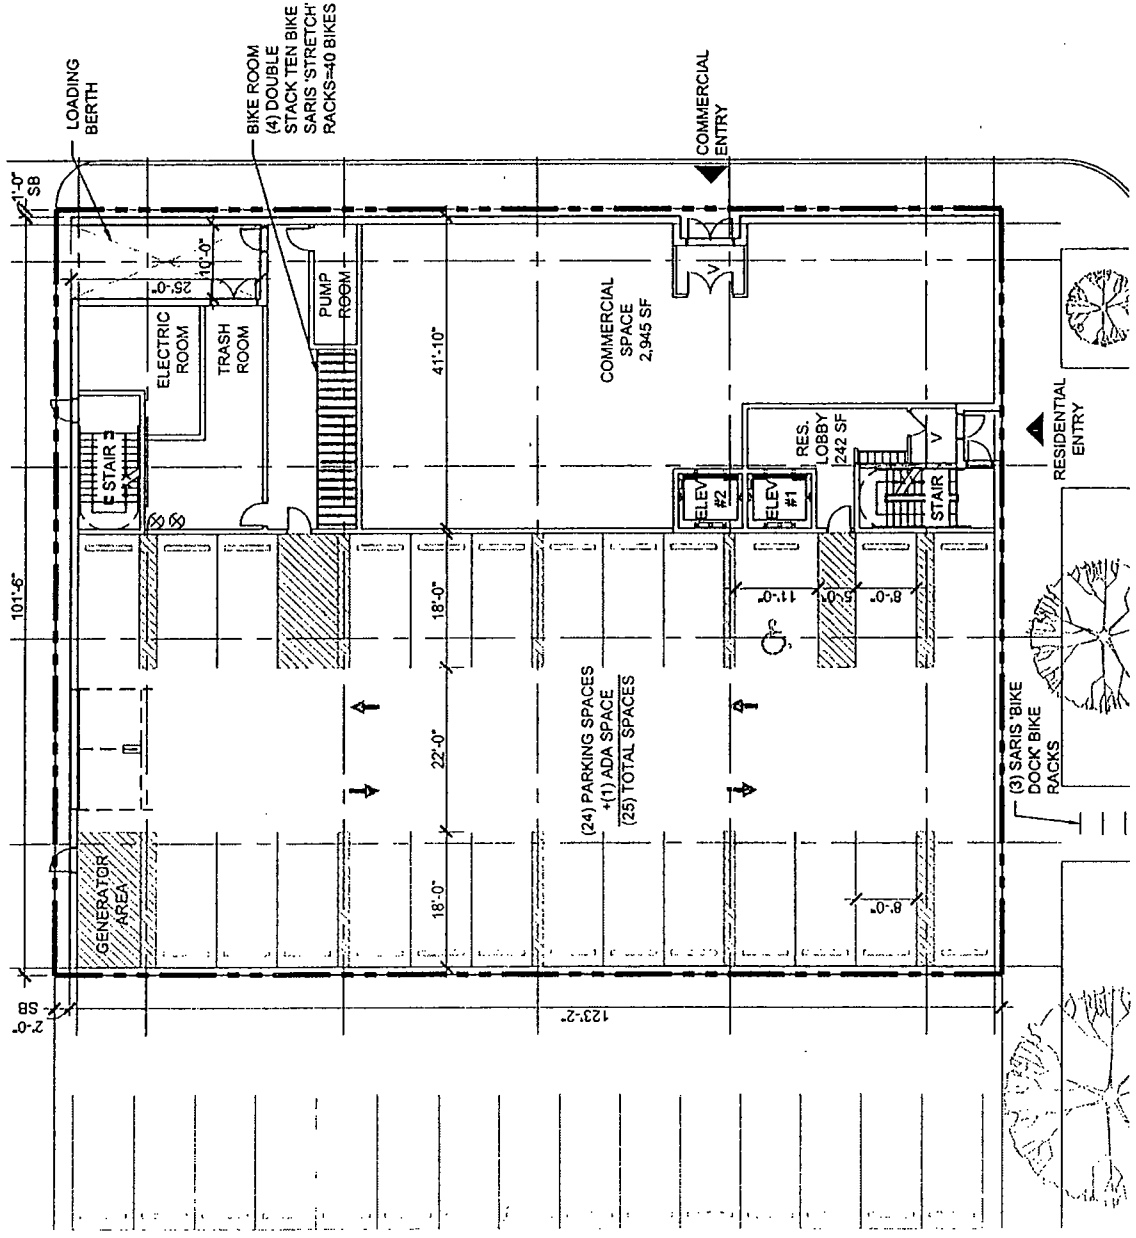 LOADING
BERTH
BIKE ROOM
(4) DOUBLE
STACK TEN BIKE
SARIS 'STRETCH'
RACKS=40 BIKES
1'-0"
SB
101'-6"
10'-0"
25'-0"
ELECTRIC
ROOM
TRASH
ROOM
PUMP
ROOM
STAIR
41'-10"
COMMERCIAL
SPACE
2,945 SF
V
COMMERCIAL
ENTRY
RES.
LOBBY
242 SF
V
ELEV
#2
ELEV
#1
STAIR
RESIDENTIAL
ENTRY
18'-0"
11'-0"
5'-0"
8'-0"
22'-0"
(24) PARKING SPACES
+(1) ADA SPACE
(25) TOTAL SPACES
(3) SARIS 'BIKE
DOCK' BIKE
RACKS
GENERATOR
AREA
18'-0"
8'-0"
2'-0"
SB
123'-2"